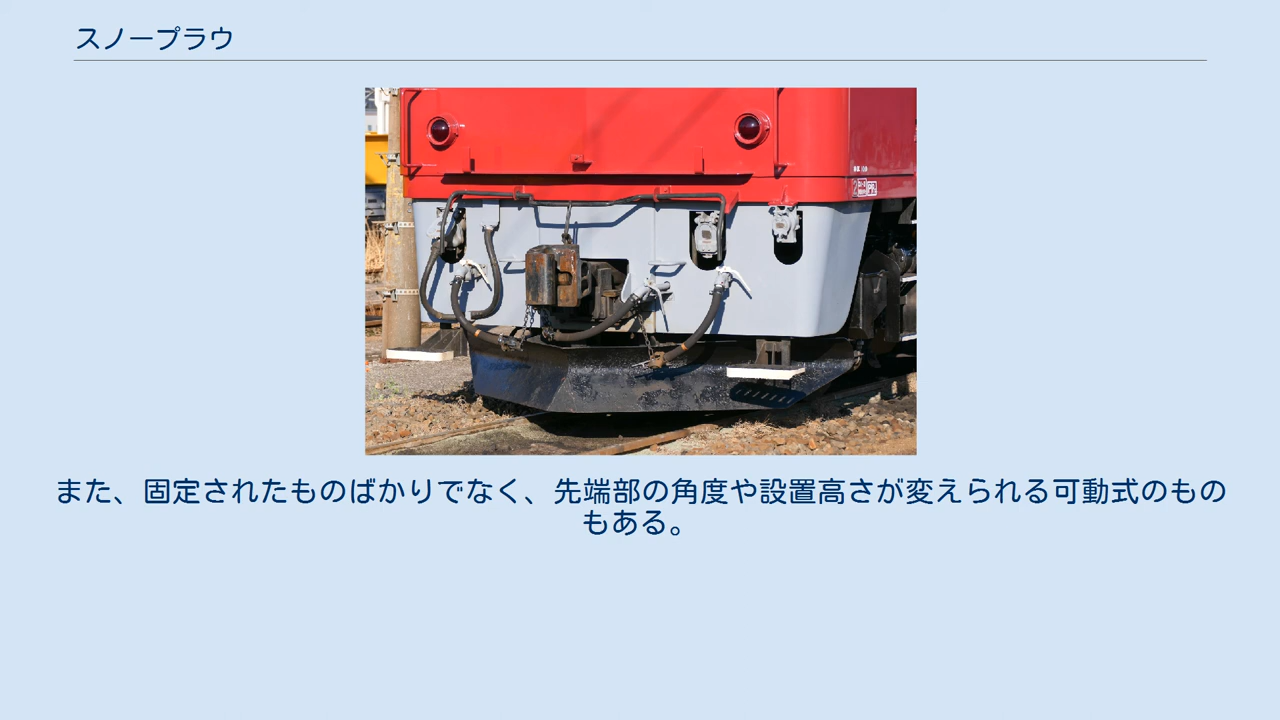 スノープラウ
また、固定されたものばかりでなく、先端部の角度や設置高さが変えられる可動式のもの
もある。